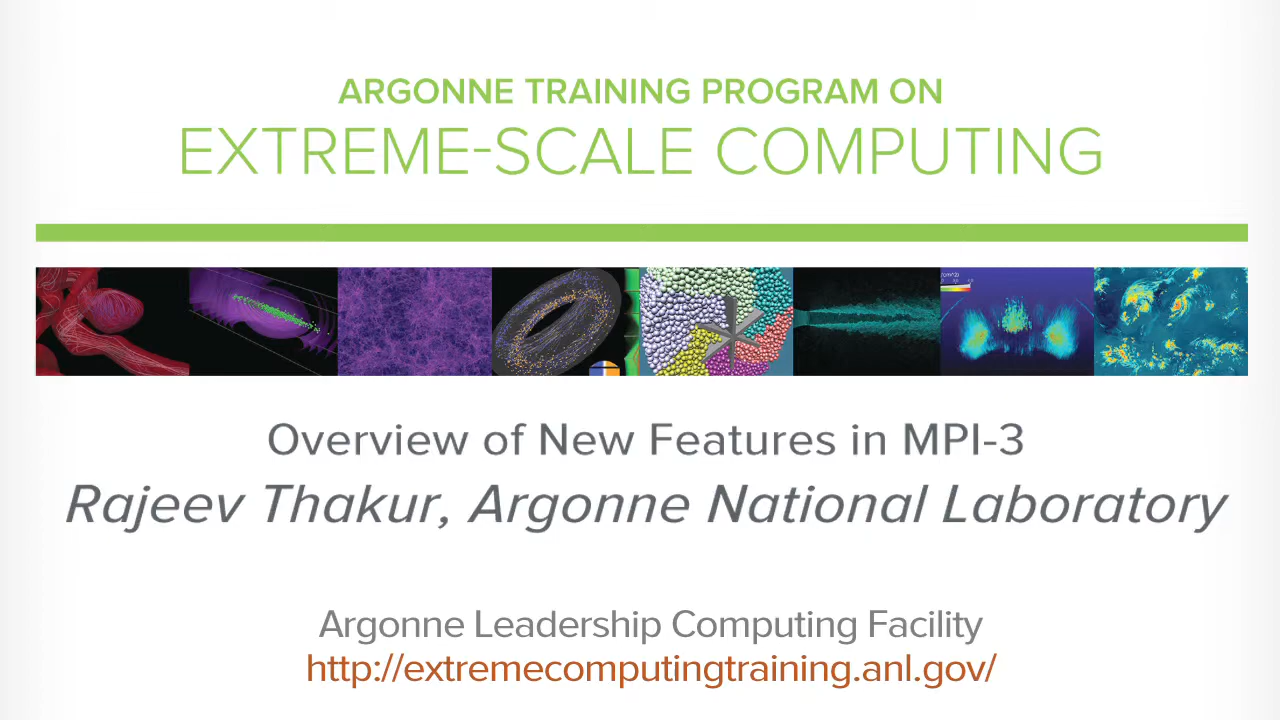 ARGONNE TRAINING PROGRAM ON
EXTREME-SCALE COMPUTING
Overview of New Features in MPI-3
Rajeev Thakur, Argonne National Laboratory
Argonne Leadership Computing Facility
http://extremecomputingtraining.anl.gov/